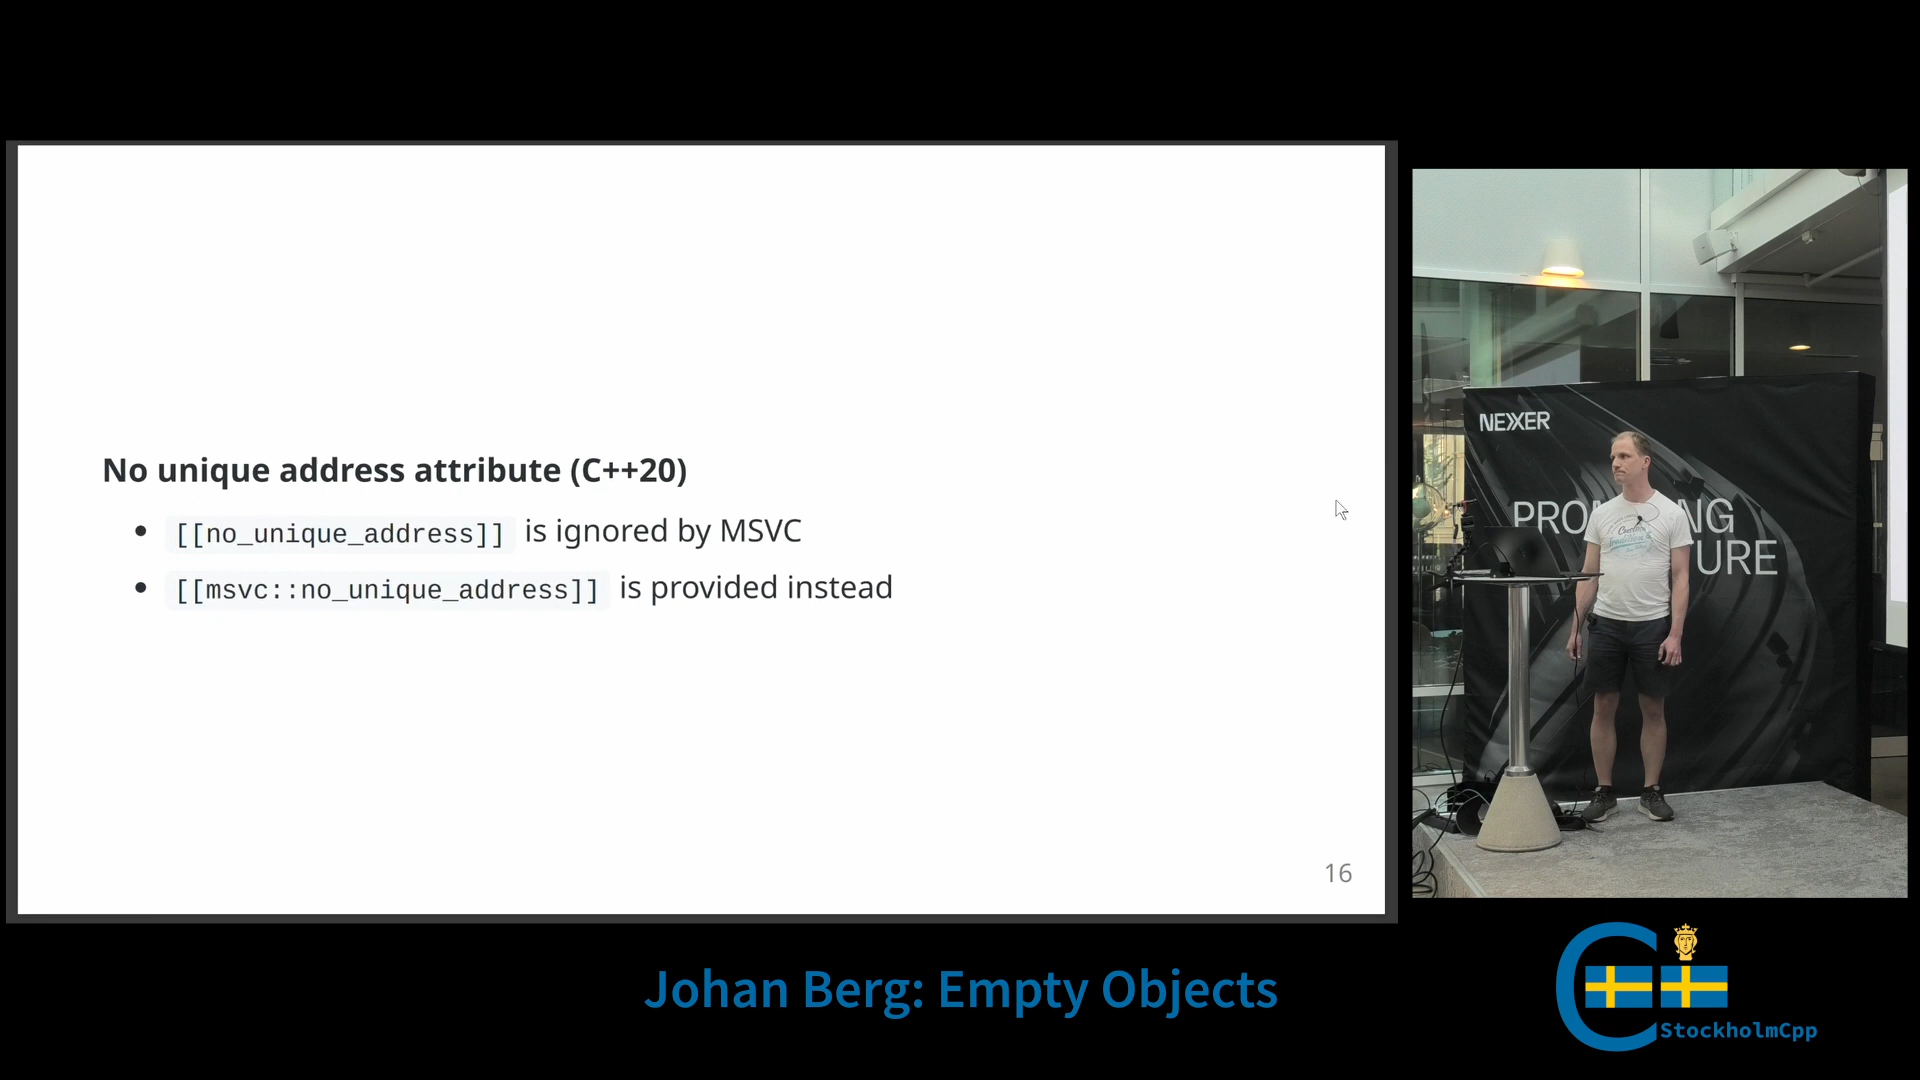 No unique address attribute (C++20)
[[no_unique_address]] is ignored by MSVC
[[msvc::no_unique_address]] is provided instead
16
NEXER
PROM NG
URE
Johan Berg: Empty Objects
StockholmCpp